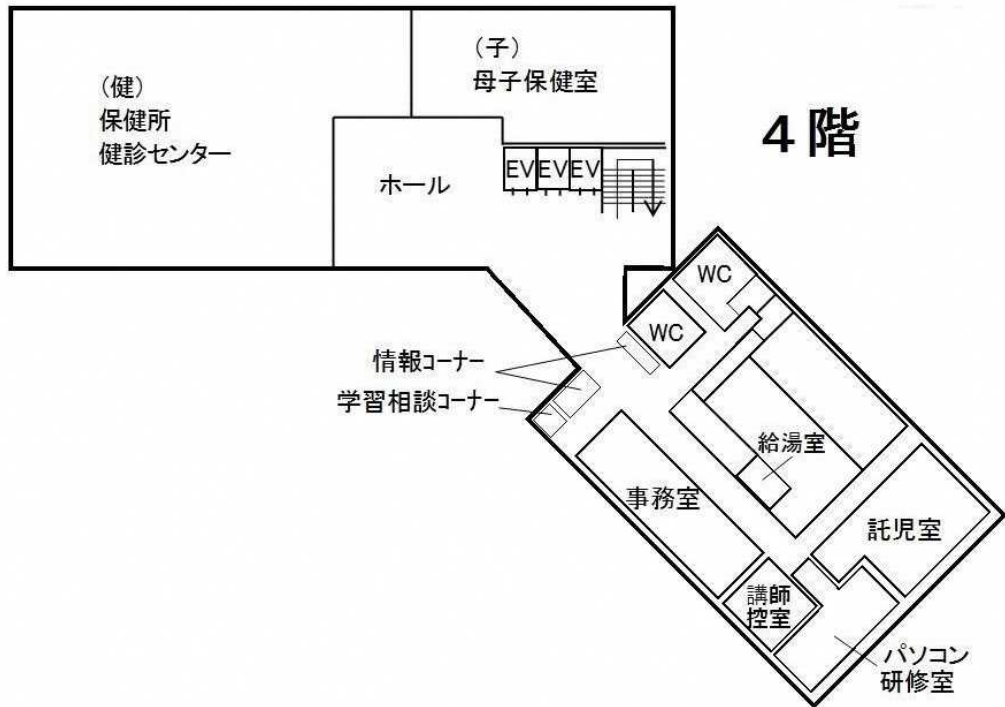 (子)
母子保健室
(健)
保健所
健診センター
4階
EV EV EV
ホール
WC
WC
情報コーナー
学習相談コーナー
給湯室
事務室
託児室
講師
控室
パソコン
研修室